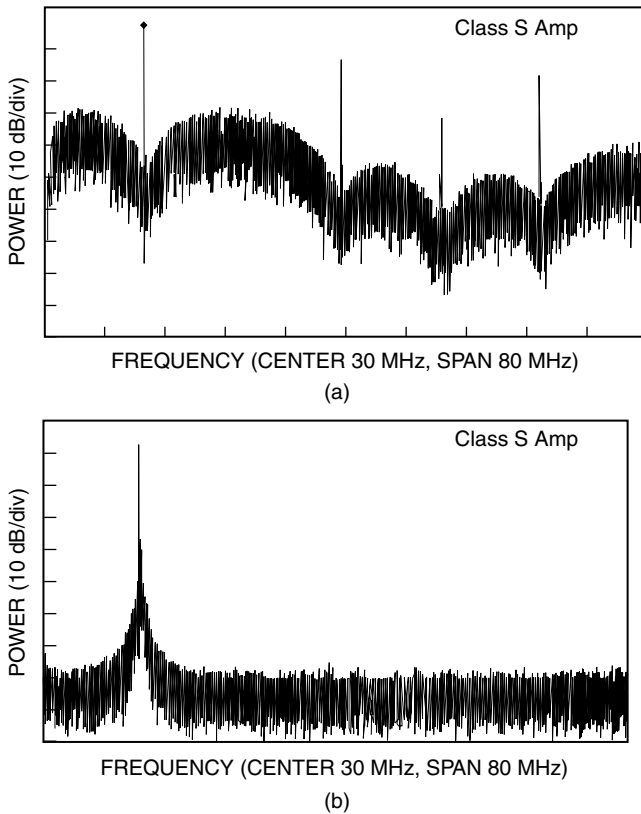 Class S Amp
POWER (10 dB/div)
FREQUENCY (CENTER 30 MHz, SPAN 80 MHz)
(a)
Class S Amp
POWER (10 dB/div)
FREQUENCY (CENTER 30 MHz, SPAN 80 MHz)
(b)